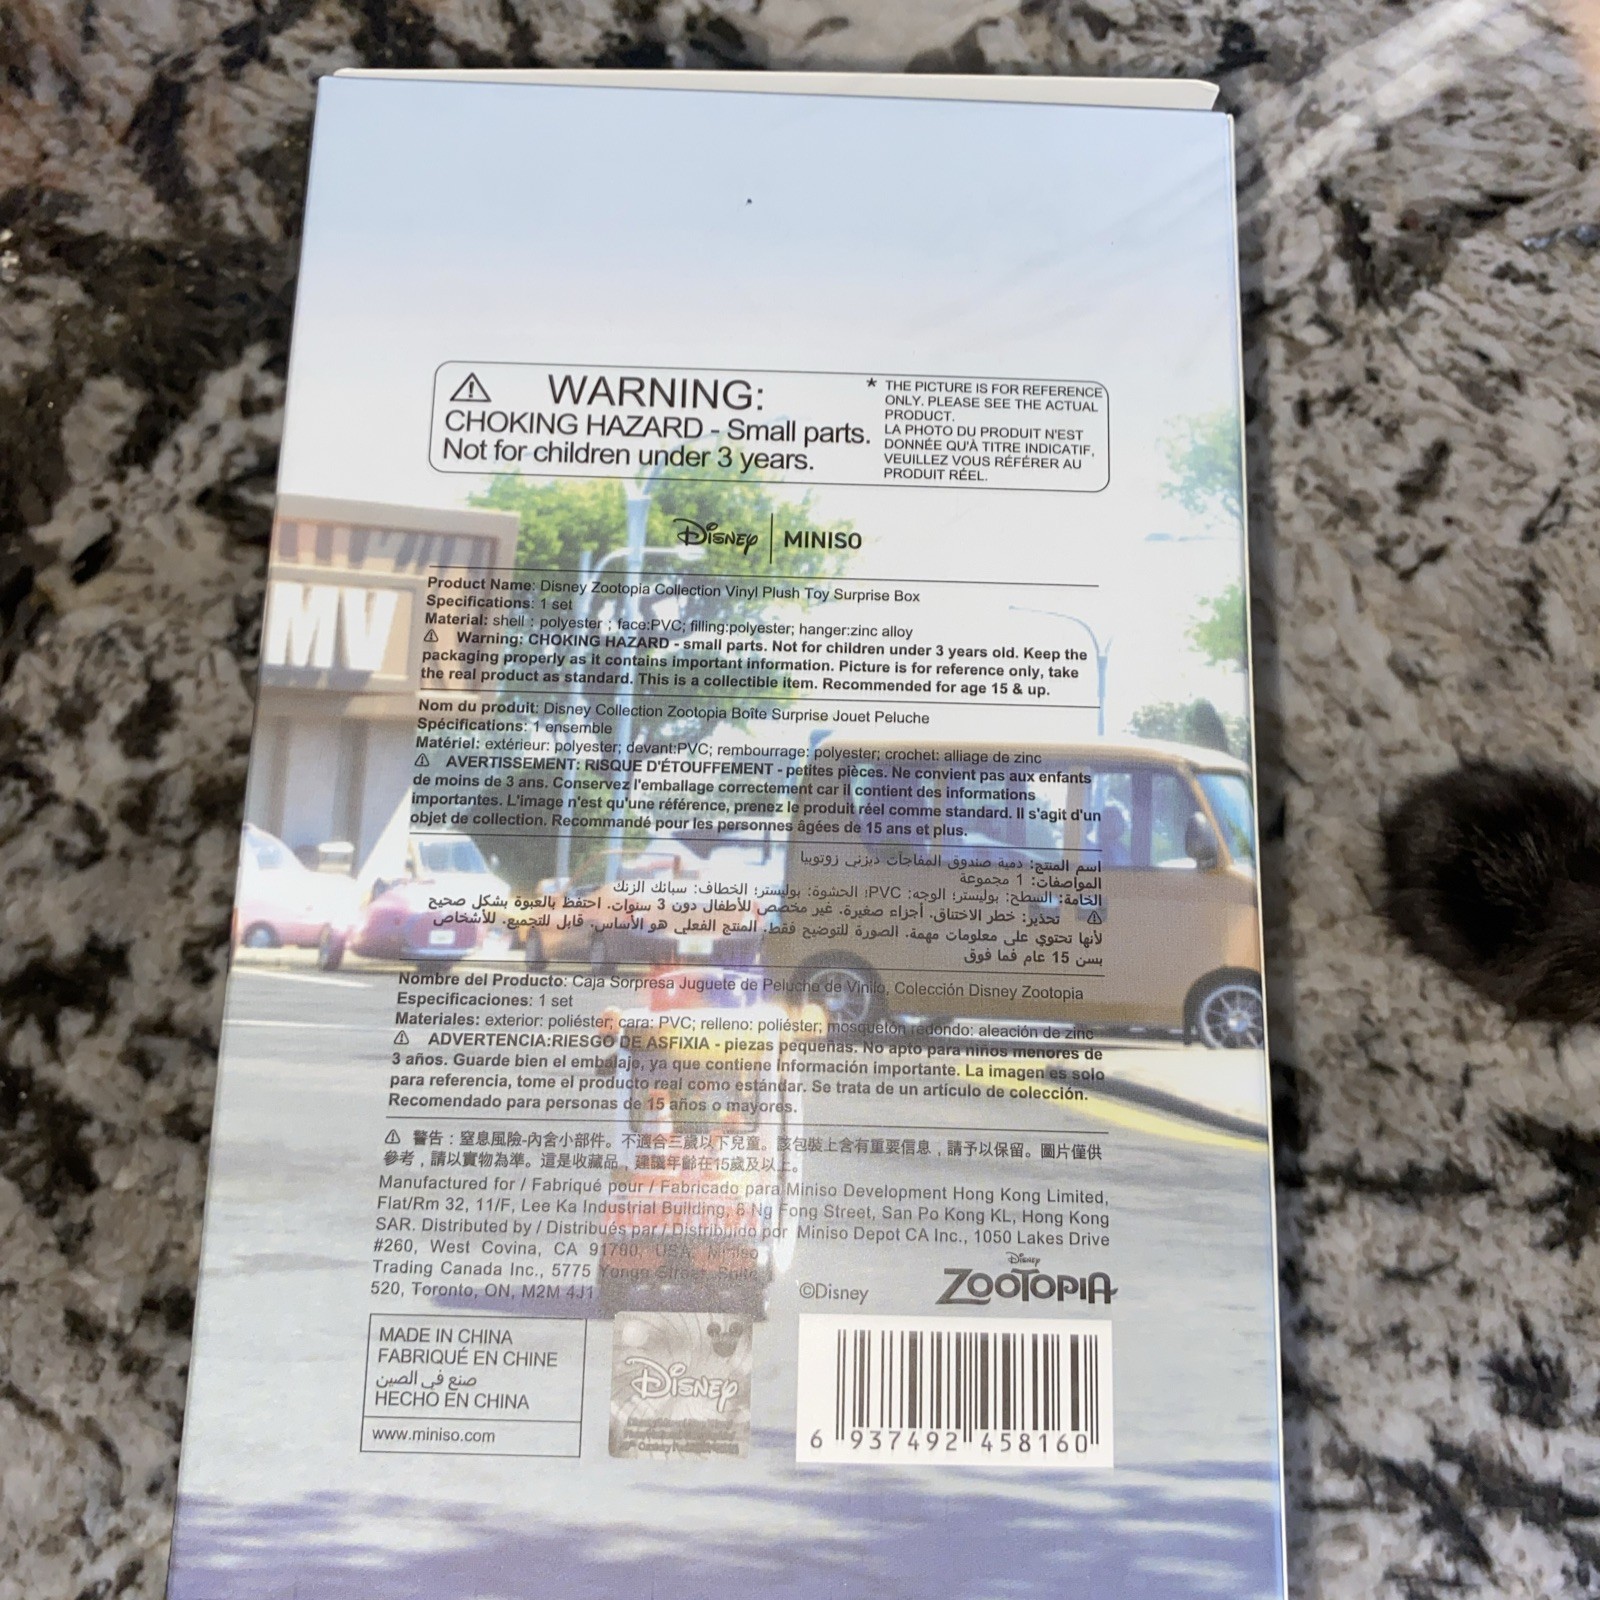 ⚠ WARNING:
CHOKING HAZARD - Small parts.
Not for children under 3 years.
* THE PICTURE IS FOR REFERENCE
ONLY. PLEASE SEE THE ACTUAL
PRODUCT.
LA PHOTO DU PRODUIT N'EST
DONNÉE QU'À TITRE INDICATIF,
VEUILLEZ VOUS RÉFÉRER AU
PRODUIT RÉEL.
Disney | MINISO
Product Name: Disney Zootopia Collection Vinyl Plush Toy Surprise Box
Specifications: 1 set
Material: shell : polyester ; face:PVC; filling:polyester; hanger:zinc alloy
⚠ Warning: CHOKING HAZARD - small parts. Not for children under 3 years old. Keep the
packaging properly as it contains important information. Picture is for reference only, take
the real product as standard. This is a collectible item. Recommended for age 15 & up.
MV
Nom du produit: Disney Collection Zootopia Boîte Surprise Jouet Peluche
Spécifications: 1 ensemble
Matériel: extérieur: polyester; devant:PVC; rembourrage: polyester; crochet: alliage de zinc
⚠ AVERTISSEMENT: RISQUE D'ÉTOUFFEMENT - petites pièces. Ne convient pas aux enfants
de moins de 3 ans. Conservez l'emballage correctement car il contient des informations
importantes. L'image n'est qu'une référence, prenez le produit réel comme standard. Il s'agit d'un
objet de collection. Recommandé pour les personnes âgées de 15 ans et plus.
اسم المنتج: دمية صندوق المفاجآت ديزني زوتوبيا
المواصفات: 1 مجموعة
الخامة: السطح: بوليستر؛ الوجه: PVC؛ الحشوة: بوليستر؛ الخطاف: سبائك الزنك
⚠ تحذير: خطر الاختناق. أجزاء صغيرة. غير مخصص للأطفال دون 3 سنوات. احتفظ بالعبوة بشكل صحيح
لأنها تحتوي على معلومات مهمة. الصورة للتوضيح فقط. المنتج الفعلي هو الأساس. قابل للتجميع. للأشخاص
بسن 15 عام فما فوق
Nombre del Producto: Caja Sorpresa Juguete de Peluche de Vinilo, Colección Disney Zootopia
Especificaciones: 1 set
Materiales: exterior: poliéster; cara: PVC; relleno: poliéster; mosquetón redondo: aleación de zinc
⚠ ADVERTENCIA:RIESGO DE ASFIXIA - piezas pequeñas. No apto para niños menores de
3 años. Guarde bien el embalaje, ya que contiene información importante. La imagen es solo
para referencia, tome el producto real como estándar. Se trata de un artículo de colección.
Recomendado para personas de 15 años o mayores.
⚠ 警告：窒息風險-內含小部件。不適合三歲以下兒童。該包裝上含有重要信息，請予以保留。圖片僅供
參考，請以實物為準。這是收藏品，建議年齡在15歲及以上。
Manufactured for / Fabriqué pour / Fabricado para Miniso Development Hong Kong Limited,
Flat/Rm 32, 11/F, Lee Ka Industrial Building, 8 Ng Fong Street, San Po Kong KL, Hong Kong
SAR. Distributed by / Distribués par / Distribuido por Miniso Depot CA Inc., 1050 Lakes Drive
#260, West Covina, CA 91790, USA. Miniso
Trading Canada Inc., 5775 Yonge Street, Suite
520, Toronto, ON, M2M 4J1
©Disney
Disney
ZOOTOPIA
MADE IN CHINA
FABRIQUÉ EN CHINE
صنع في الصين
HECHO EN CHINA
www.miniso.com
Disney
6 937492 458160